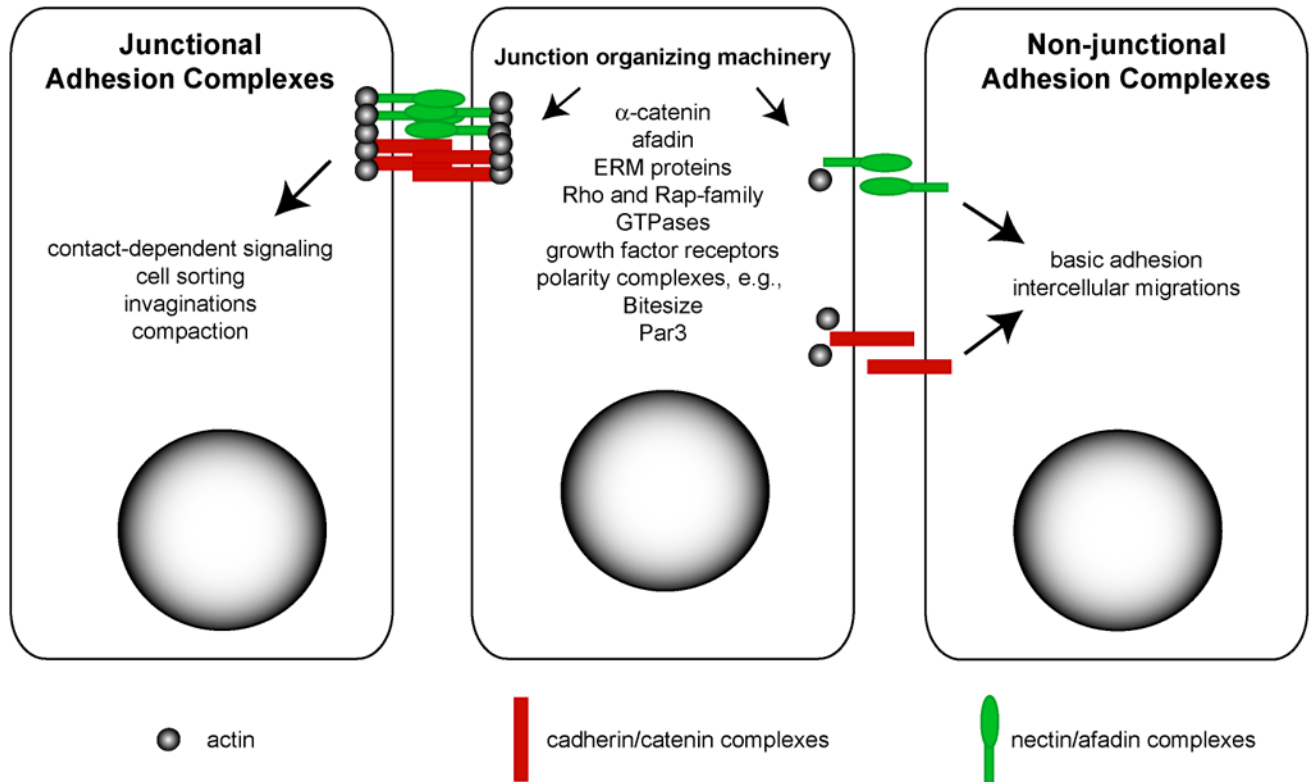 Junctional
Adhesion Complexes
contact-dependent signaling
cell sorting
invaginations
compaction
Junction organizing machinery
α-catenin
afadin
ERM proteins
Rho and Rap-family
GTPases
growth factor receptors
polarity complexes, e.g.,
Bitesize
Par3
Non-junctional
Adhesion Complexes
basic adhesion
intercellular migrations
actin
cadherin/catenin complexes
nectin/afadin complexes